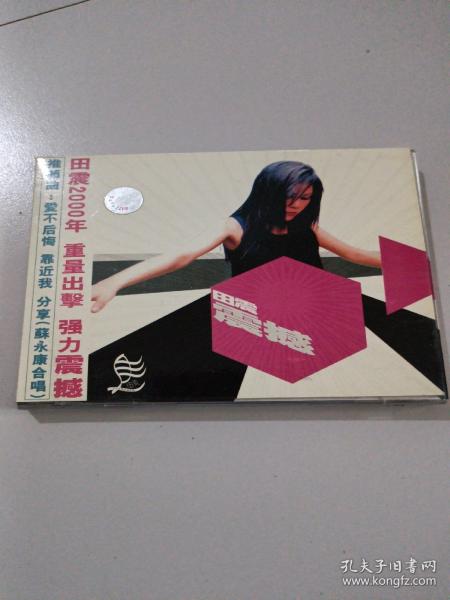 田震2000年 重量出擊 强力震撼
推薦曲：愛不后悔 靠近我 分享（蘇永康合唱）
田震
震撼
孔夫子旧书网
www.kongfz.com